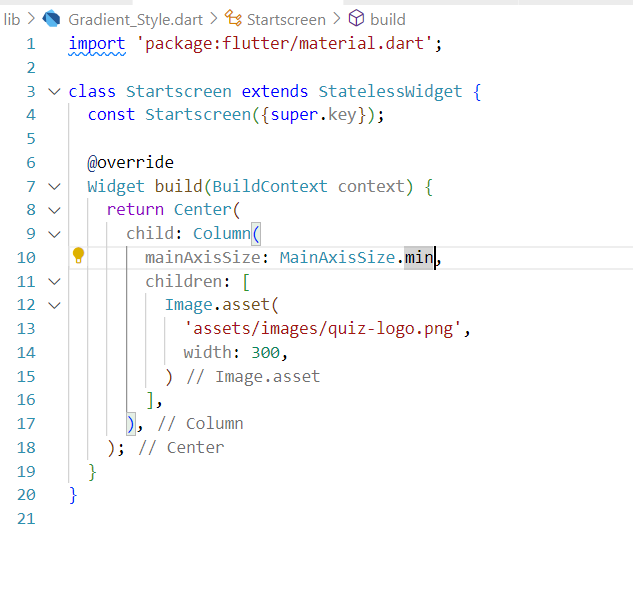 lib > Gradient_Style.dart > Startscreen > build
1 import 'package:flutter/material.dart';
2
3 class Startscreen extends StatelessWidget {
4   const Startscreen({super.key});
5
6   @override
7   Widget build(BuildContext context) {
8     return Center(
9       child: Column(
10         mainAxisSize: MainAxisSize.min,
11         children: [
12           Image.asset(
13             'assets/images/quiz-logo.png',
14             width: 300,
15           ) // Image.asset
16         ],
17       ), // Column
18     ); // Center
19   }
20 }
21